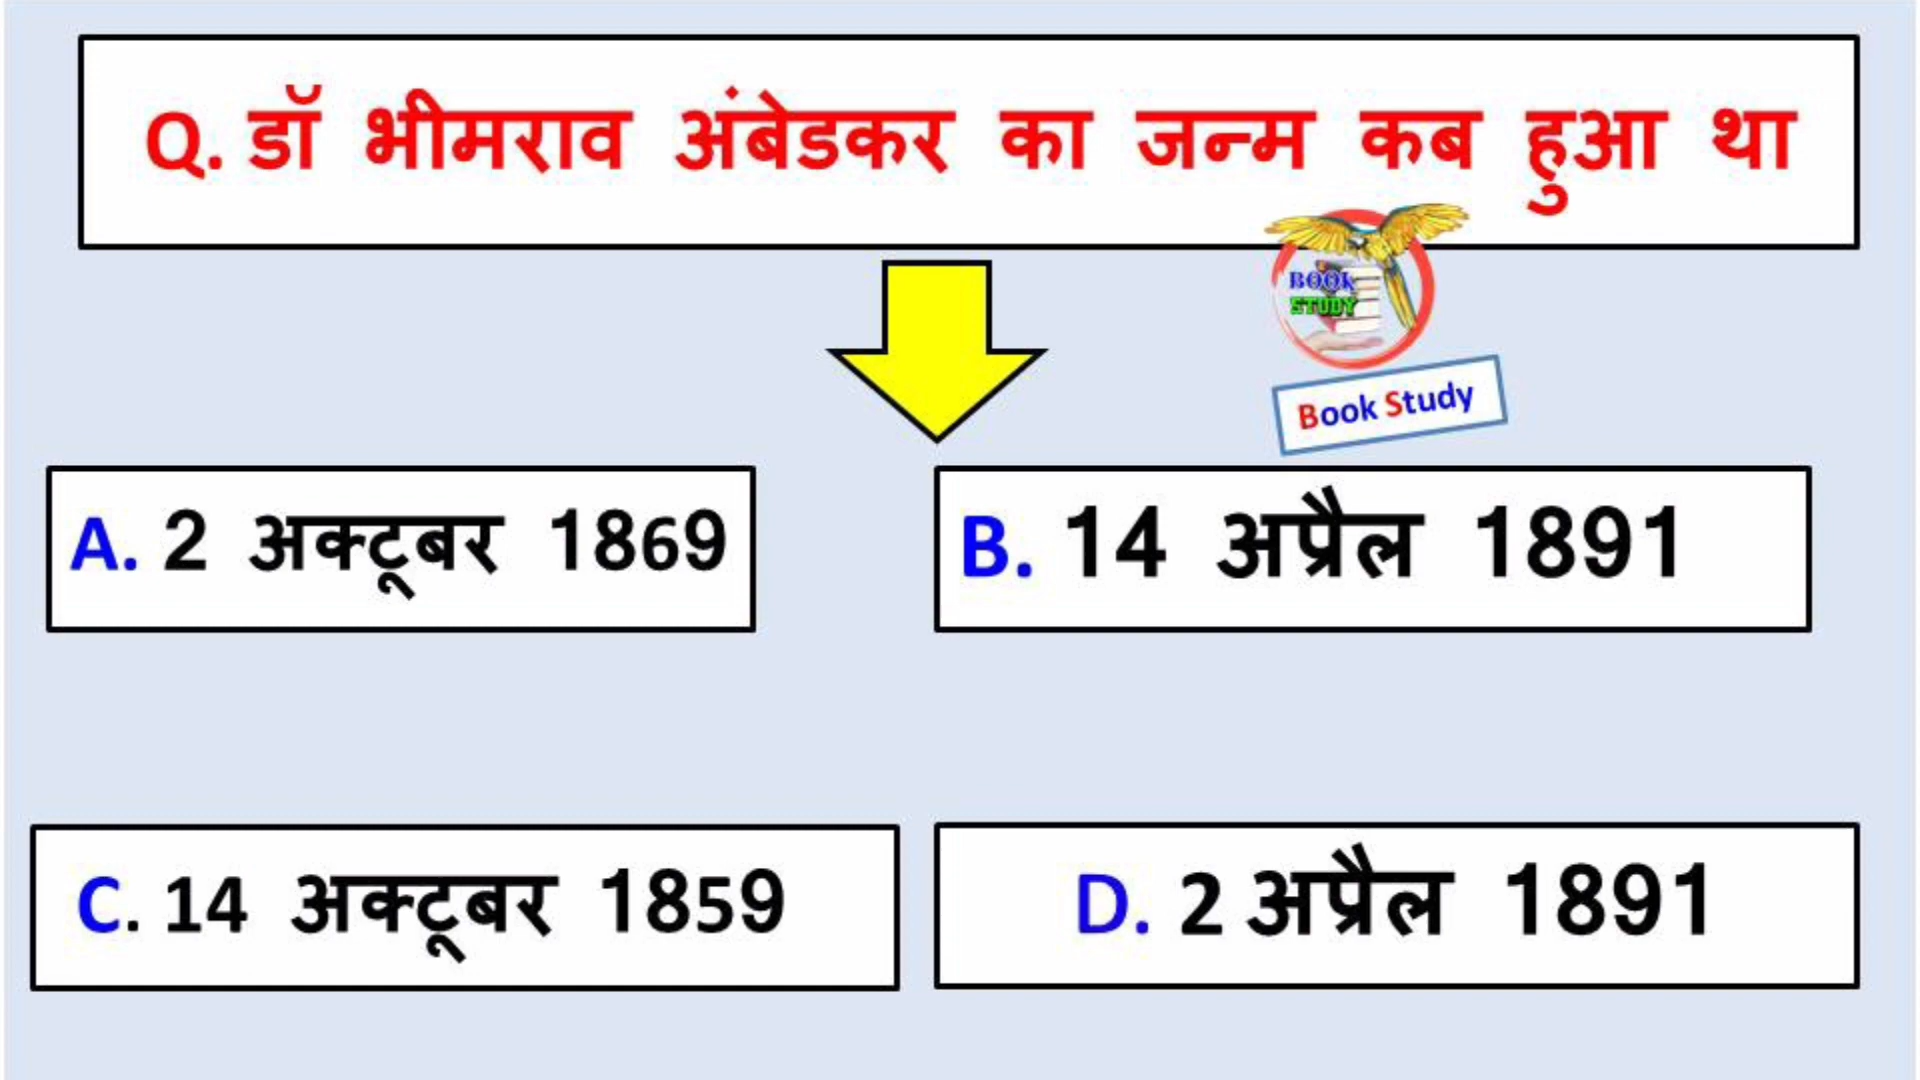 Q. डॉ भीमराव अंबेडकर का जन्म कब हुआ था
BOOK
STUDY
Book Study
A. 2 अक्टूबर 1869
B. 14 अप्रैल 1891
C. 14 अक्टूबर 1859
D. 2 अप्रैल 1891